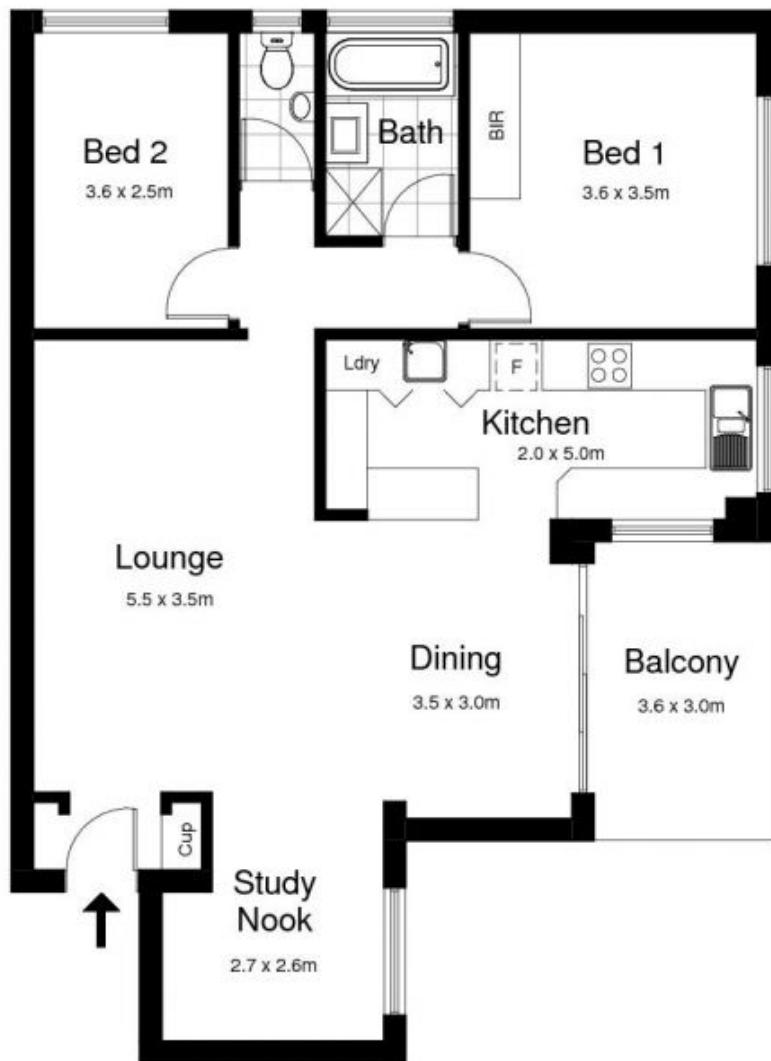 Bed 2
3.6 x 2.5m
Bath
BIR
Bed 1
3.6 x 3.5m
Ldry
F
Kitchen
2.0 x 5.0m
Lounge
5.5 x 3.5m
Dining
3.5 x 3.0m
Balcony
3.6 x 3.0m
Cup
Study
Nook
2.7 x 2.6m